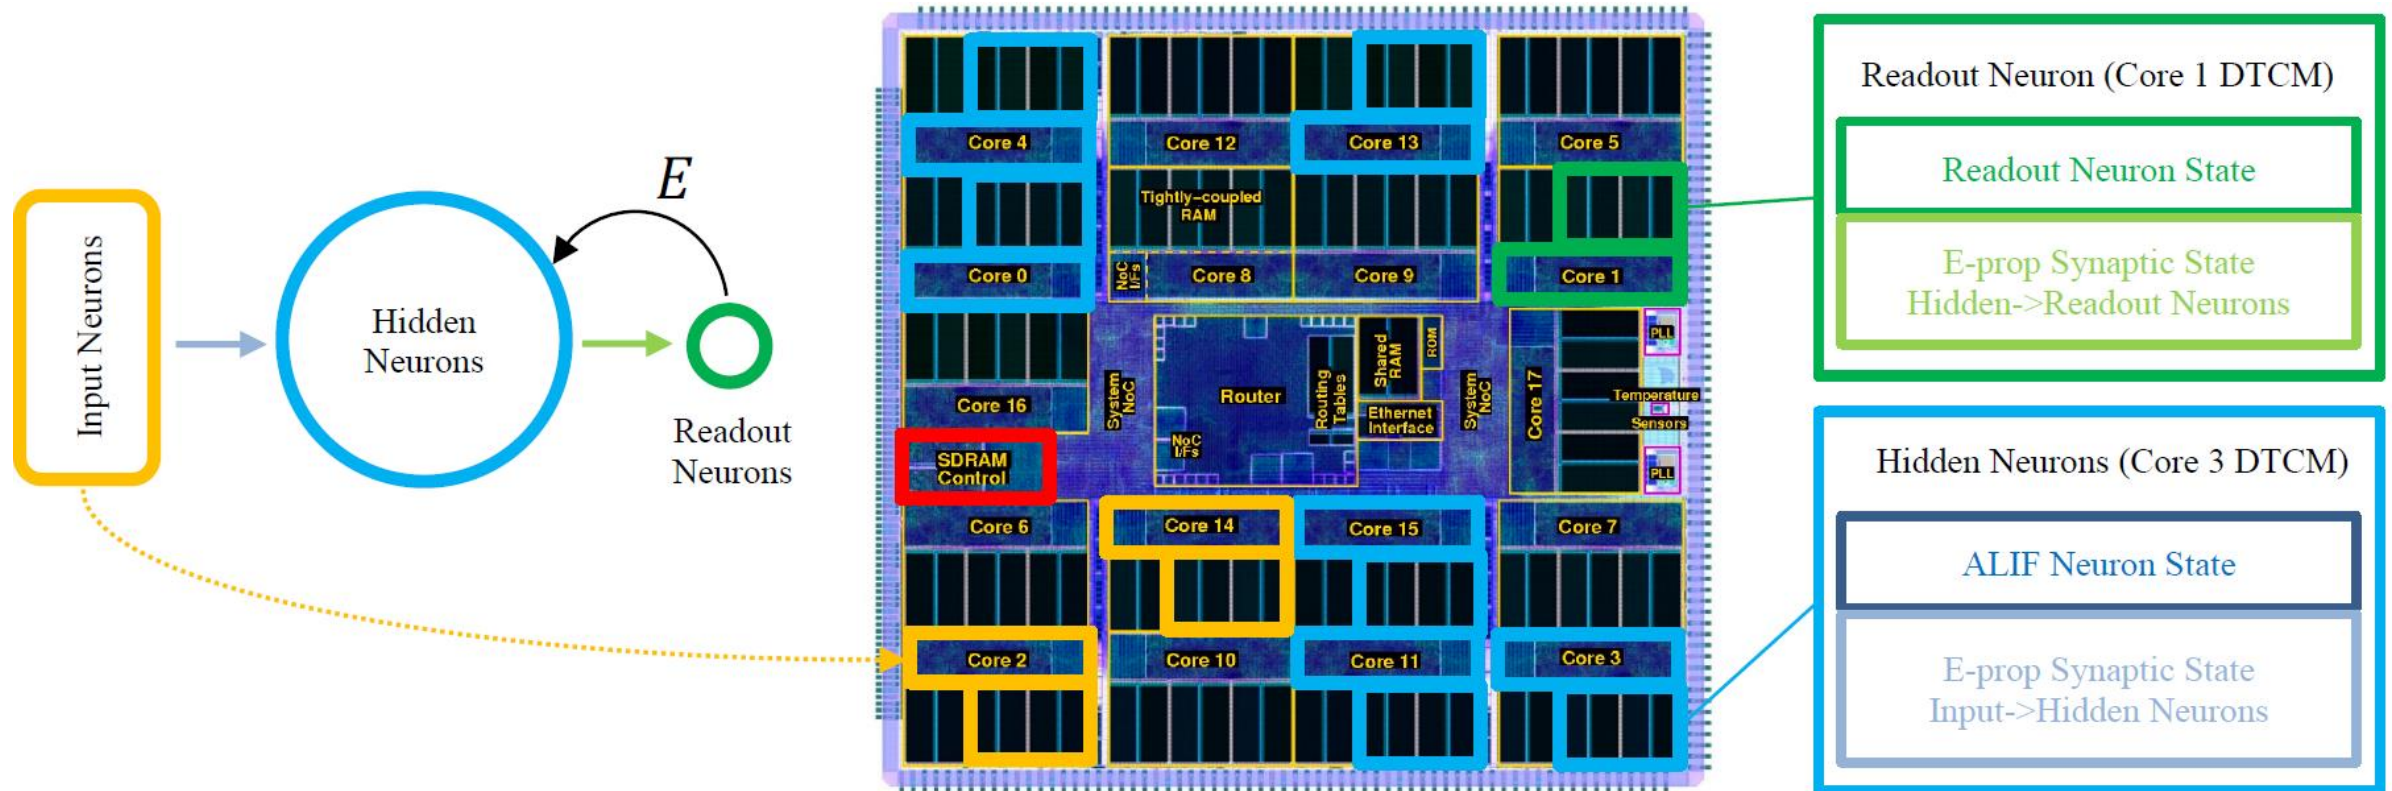 Input Neurons
Hidden
Neurons
E
Readout
Neurons
Core 4
Core 12
Core 13
Core 5
Tightly-coupled
RAM
Core 0
NoC
I/Fs
Core 8
Core 9
Core 1
Core 16
System
NoC
Router
Routing
Tables
Shared
RAM
ROM
Ethernet
Interface
System
NoC
Core 17
PLL
Temperature
Sensors
PLL
NoC
I/Fs
SDRAM
Control
Core 6
Core 14
Core 15
Core 7
Core 2
Core 10
Core 11
Core 3
Readout Neuron (Core 1 DTCM)
Readout Neuron State
E-prop Synaptic State
Hidden->Readout Neurons
Hidden Neurons (Core 3 DTCM)
ALIF Neuron State
E-prop Synaptic State
Input->Hidden Neurons